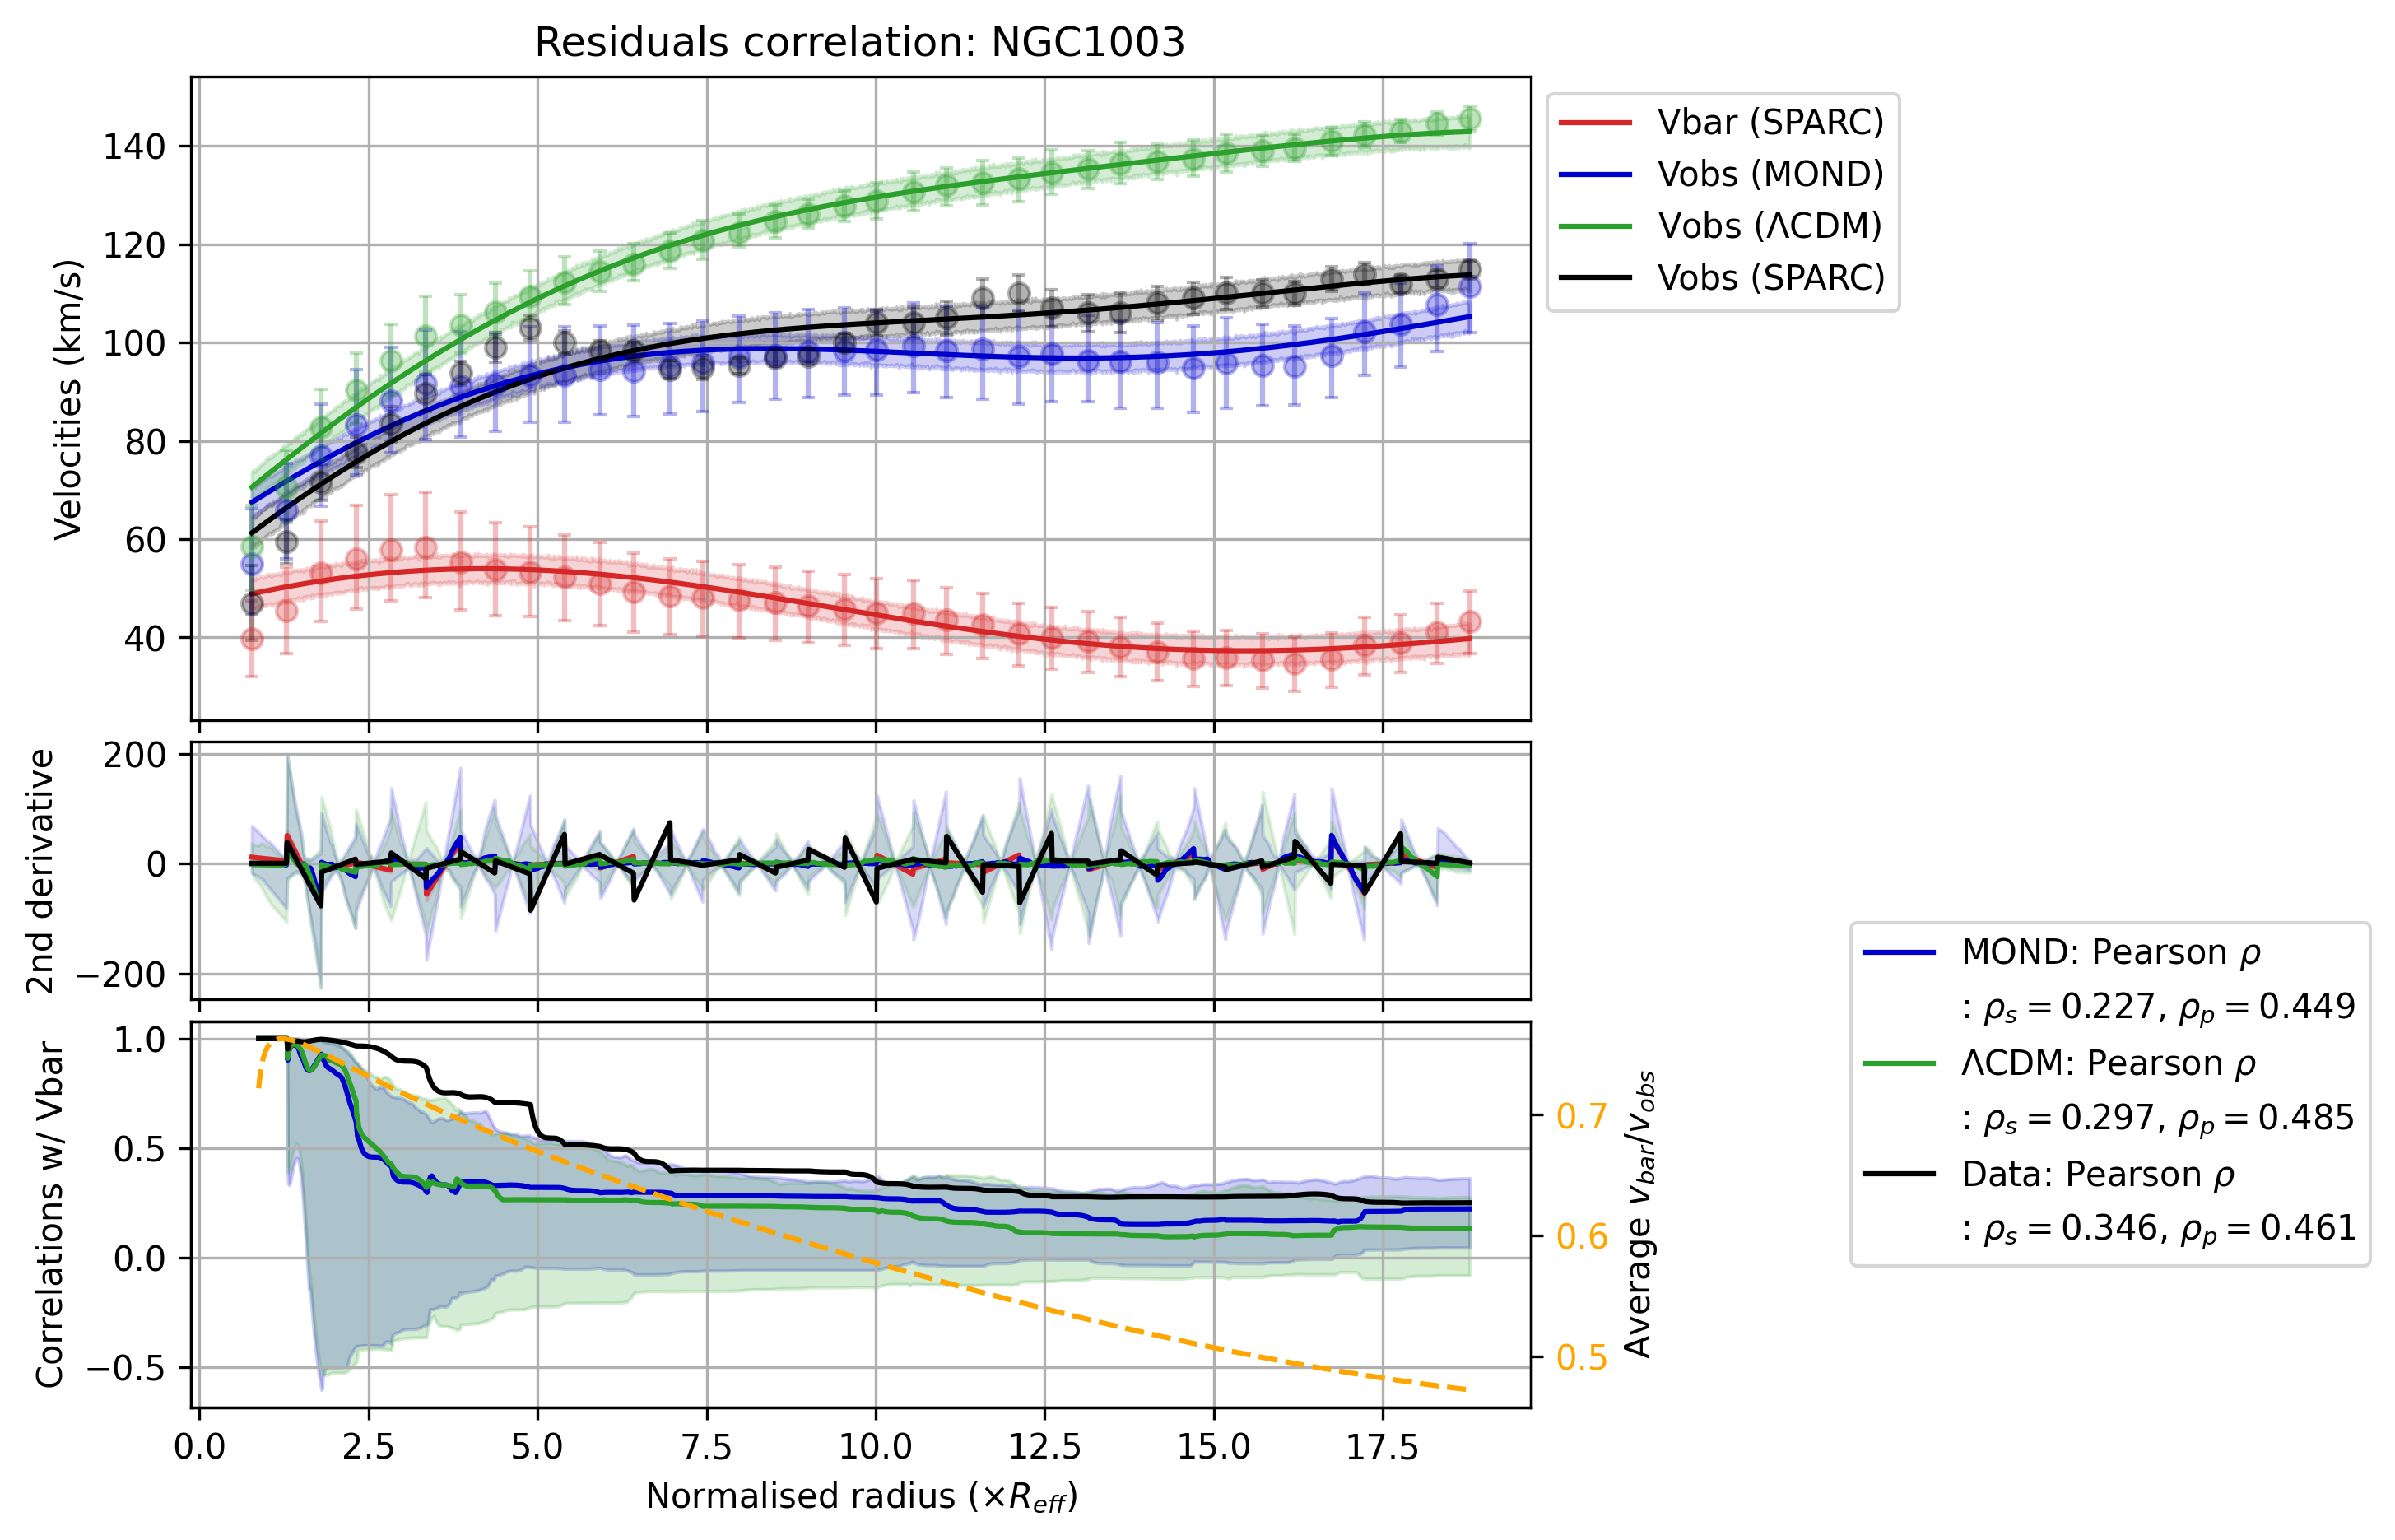 Residuals correlation: NGC1003
Velocities (km/s)
140
120
100
80
60
40
Vbar (SPARC)
Vobs (MOND)
Vobs (ΛCDM)
Vobs (SPARC)
2nd derivative
200
0
−200
Correlations w/ Vbar
1.0
0.5
0.0
−0.5
0.7
0.6
0.5
Average v_bar/v_obs
MOND: Pearson ρ
: ρ_s = 0.227, ρ_p = 0.449
ΛCDM: Pearson ρ
: ρ_s = 0.297, ρ_p = 0.485
Data: Pearson ρ
: ρ_s = 0.346, ρ_p = 0.461
0.0 2.5 5.0 7.5 10.0 12.5 15.0 17.5
Normalised radius (×R_eff)